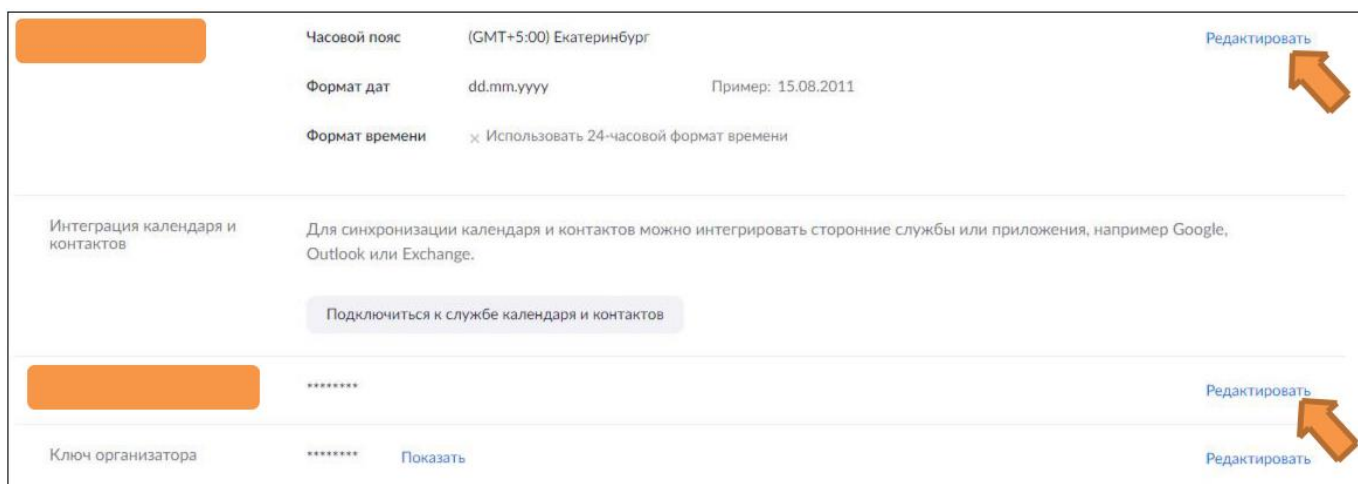 Часовой пояс (GMT+5:00) Екатеринбург Редактировать
Формат дат dd.mm.yyyy Пример: 15.08.2011
Формат времени × Использовать 24-часовой формат времени
Интеграция календаря и
контактов
Для синхронизации календаря и контактов можно интегрировать сторонние службы или приложения, например Google,
Outlook или Exchange.
Подключиться к службе календаря и контактов
******** Редактировать
Ключ организатора ******** Показать Редактировать